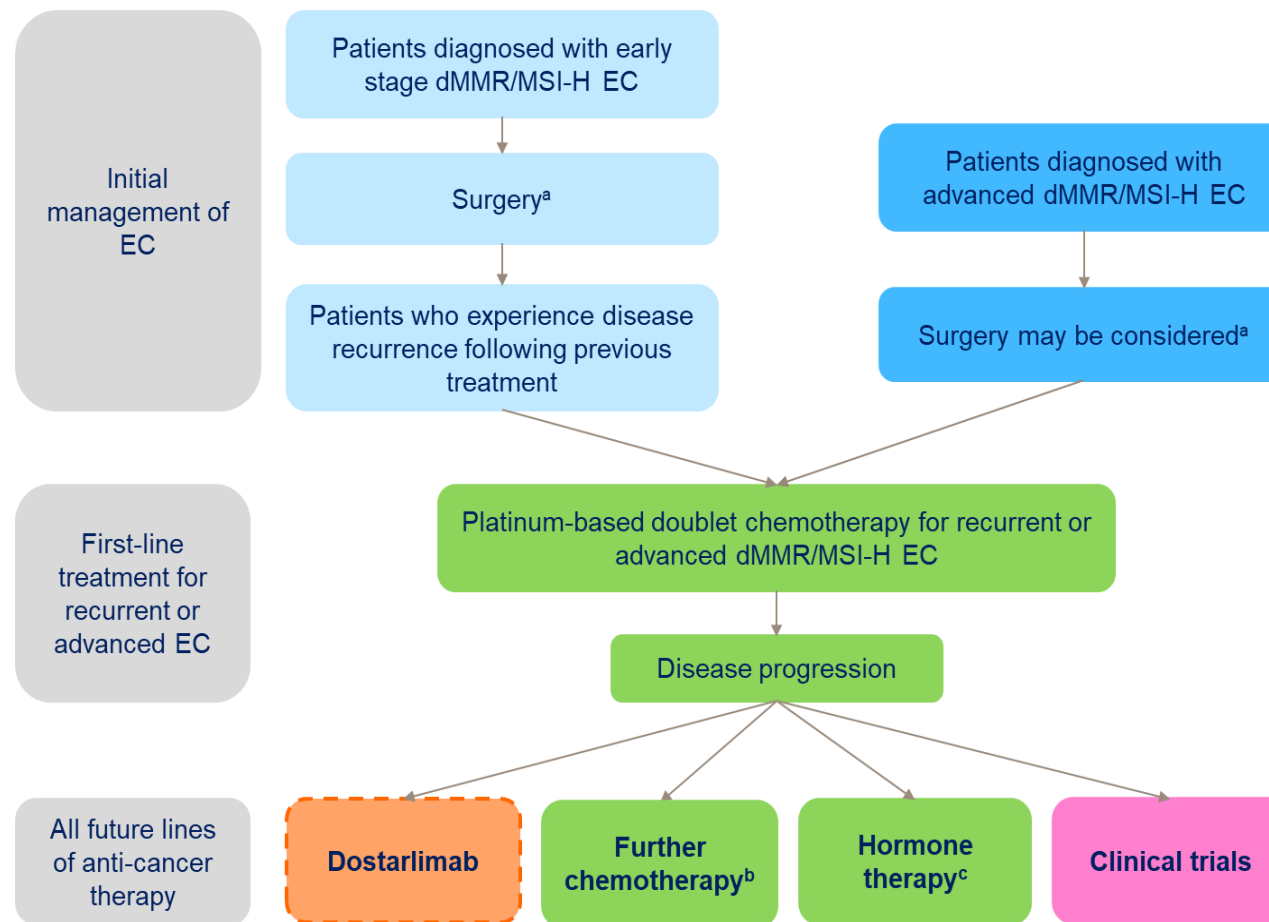 Initial
management of
EC
Patients diagnosed with early
stage dMMR/MSI-H EC
Surgeryᵃ
Patients who experience disease
recurrence following previous
treatment
Patients diagnosed with
advanced dMMR/MSI-H EC
Surgery may be consideredᵃ
First-line
treatment for
recurrent or
advanced EC
Platinum-based doublet chemotherapy for recurrent or
advanced dMMR/MSI-H EC
Disease progression
All future lines
of anti-cancer
therapy
Dostarlimab
Further
chemotherapyᵇ
Hormone
therapyᶜ
Clinical trials